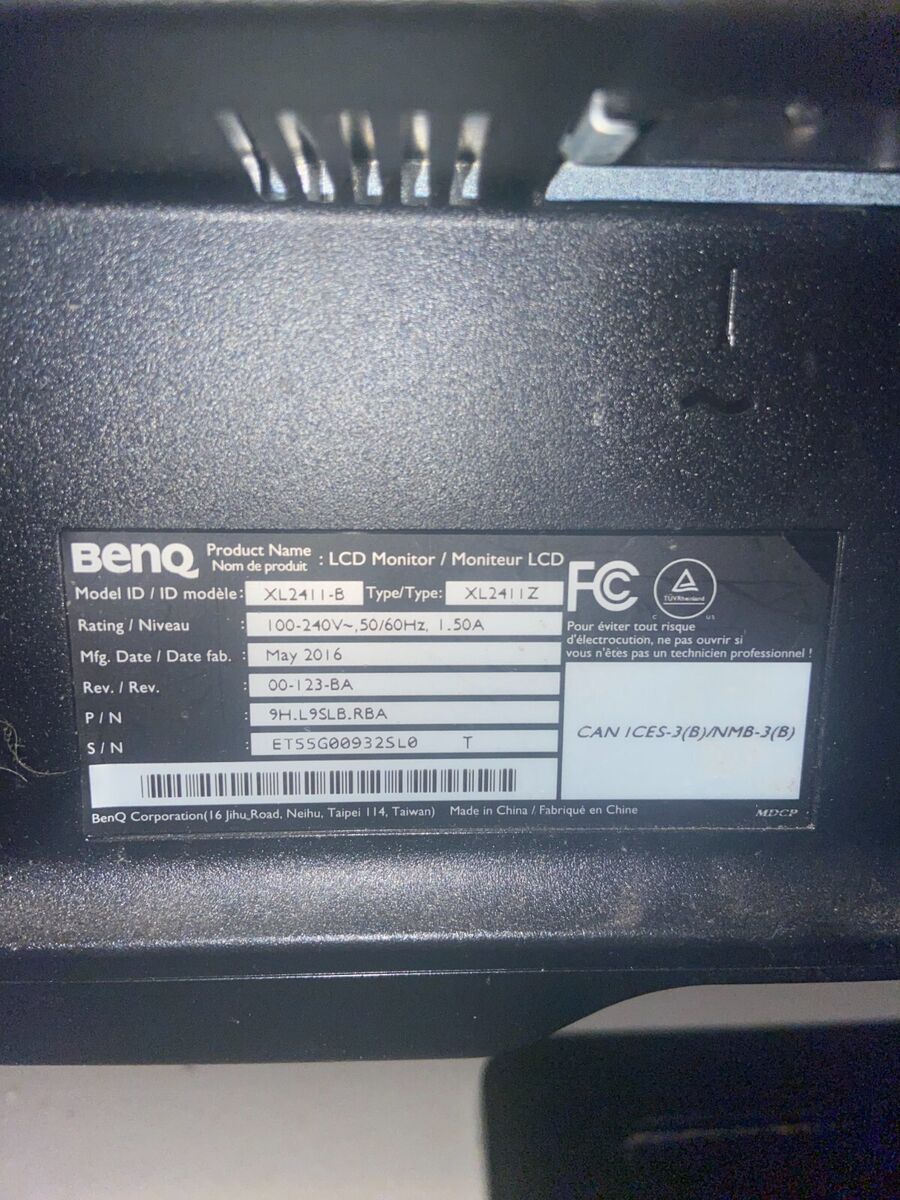 BenQ Product Name : LCD Monitor / Moniteur LCD
Nom de produit
Model ID / ID modèle: XL2411-B Type/Type: XL2411Z
Rating / Niveau : 100-240V~,50/60Hz, 1.50A
Mfg. Date / Date fab. : May 2016
Rev. / Rev. : 00-123-BA
P/N : 9H.L9SLB.RBA
S/N : ET55G00932SL0 T
FC
TÜVRheinland
C US
Pour éviter tout risque
d'électrocution, ne pas ouvrir si
vous n'êtes pas un technicien professionnel !
CAN ICES-3(B)/NMB-3(B)
BenQ Corporation(16 Jihu_Road, Neihu, Taipei 114, Taiwan) Made in China / Fabriqué en Chine
MDCP